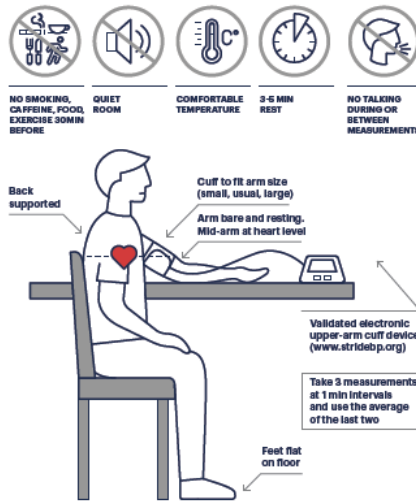 C°
NO SMOKING,
CAFFEINE, FOOD,
EXERCISE 30MIN
BEFORE
QUIET
ROOM
COMFORTABLE
TEMPERATURE
3-5 MIN
REST
NO TALKING
DURING OR
BETWEEN
MEASUREMENT
Back
supported
Cuff to fit arm size
(small, usual, large)
Arm bare and resting.
Mid-arm at heart level
Validated electronic
upper-arm cuff device
(www.stridebp.org)
Take 3 measurements
at 1 min intervals
and use the average
of the last two
Feet flat
on floor